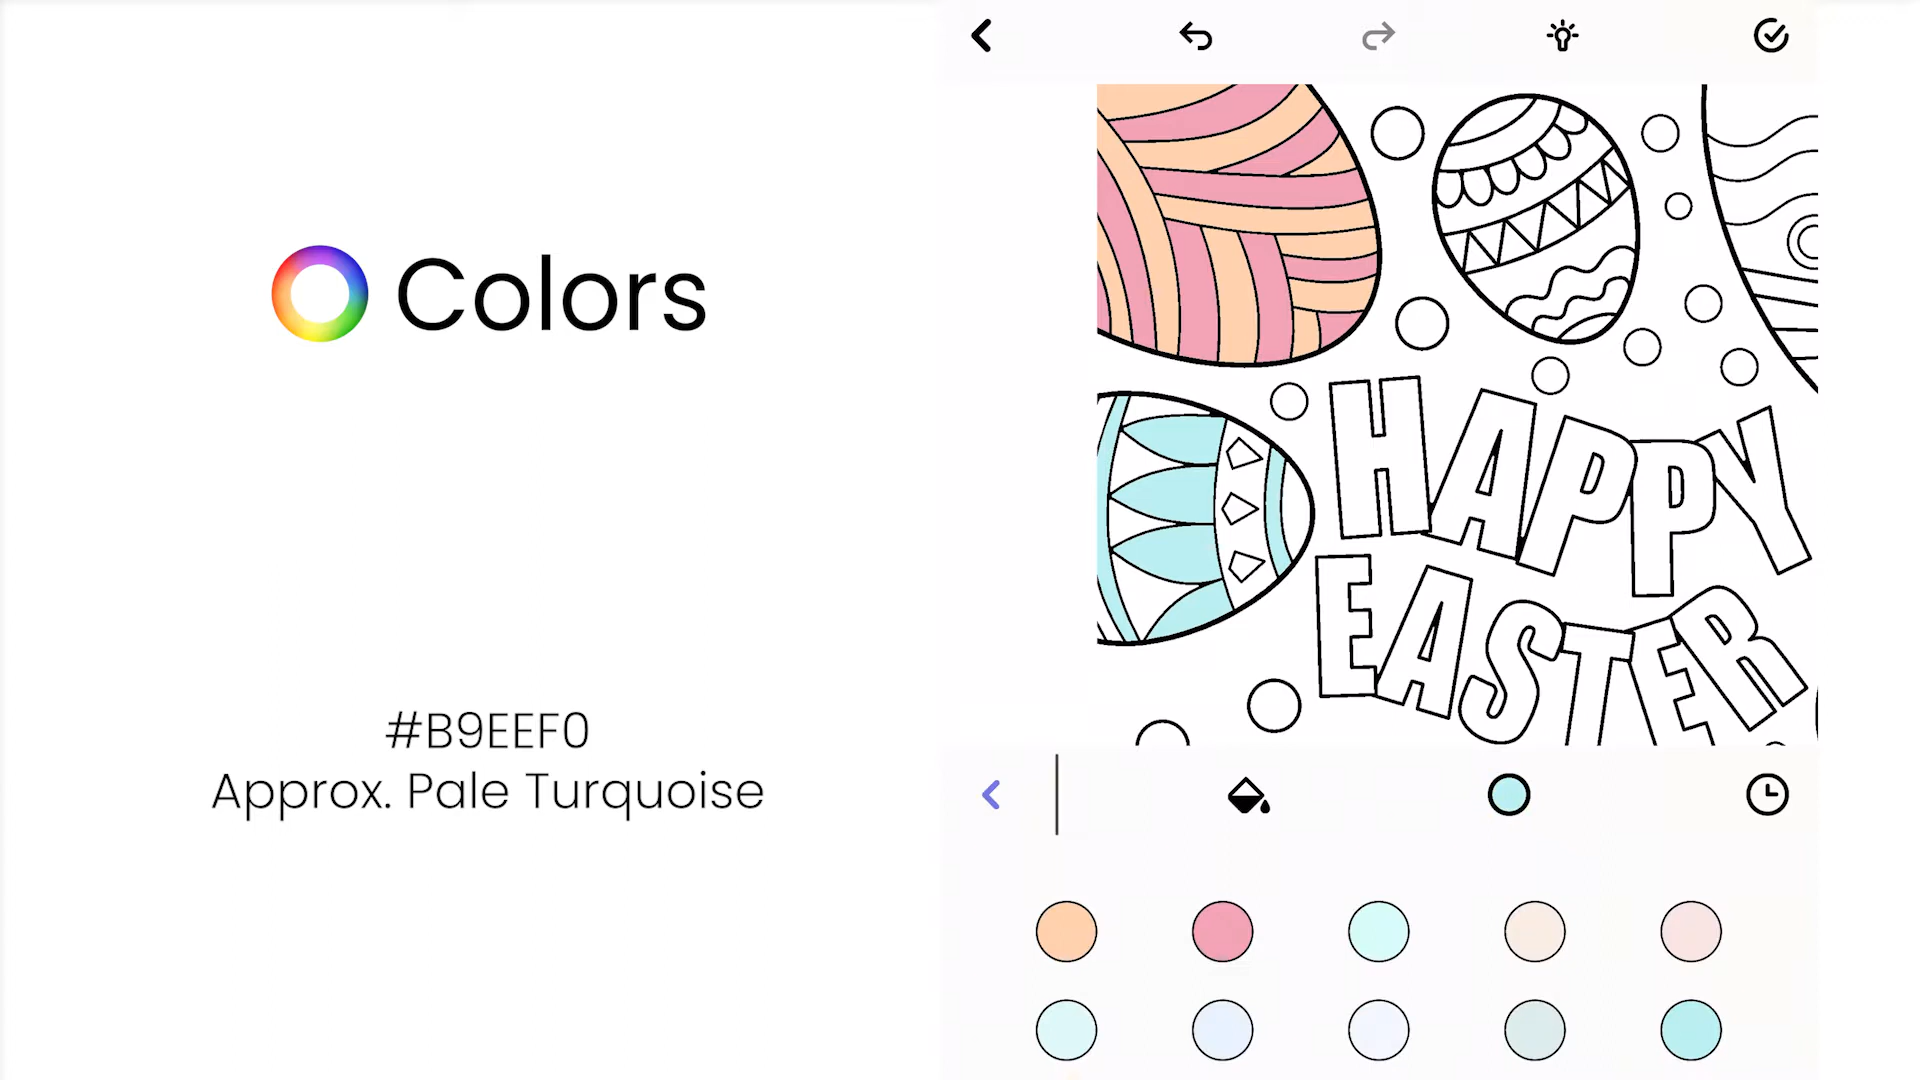 Colors
#B9EEF0
Approx. Pale Turquoise
HAPPY
EASTER